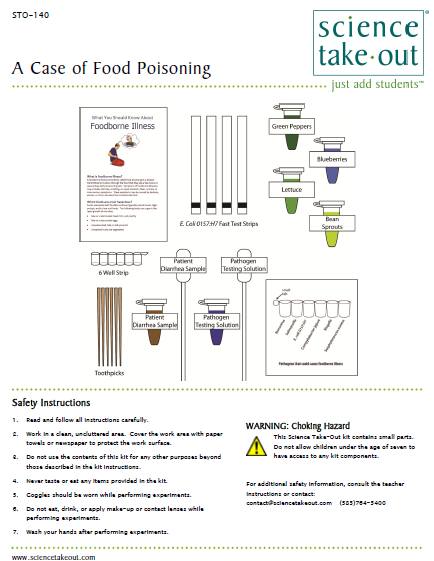 STO-140
science
take·out
®
A Case of Food Poisoning
just add students™
What You Should Know About
Foodborne Illness
What is foodborne illness?
E. Coli 0157:H7 Fast Test Strips
Green Peppers
Blueberries
Lettuce
Bean
Sprouts
6 Well Strip
Patient
Diarrhea Sample
Pathogen
Testing Solution
Toothpicks
Patient
Diarrhea Sample
Pathogen
Testing Solution
Pathogens that could cause foodborne illness
Safety Instructions
1. Read and follow all instructions carefully.
2. Work in a clean, uncluttered area. Cover the work area with paper
towels or newspaper to protect the work surface.
3. Do not use the contents of this kit for any other purposes beyond
those described in the kit instructions.
4. Never taste or eat any items provided in the kit.
5. Goggles should be worn while performing experiments.
6. Do not eat, drink, or apply make-up or contact lenses while
performing experiments.
7. Wash your hands after performing experiments.
WARNING: Choking Hazard
This Science Take-Out kit contains small parts.
Do not allow children under the age of seven to
have access to any kit components.
For additional safety information, consult the teacher
instructions or contact:
contact@sciencetakeout.com (585)764-5400
www.sciencetakeout.com